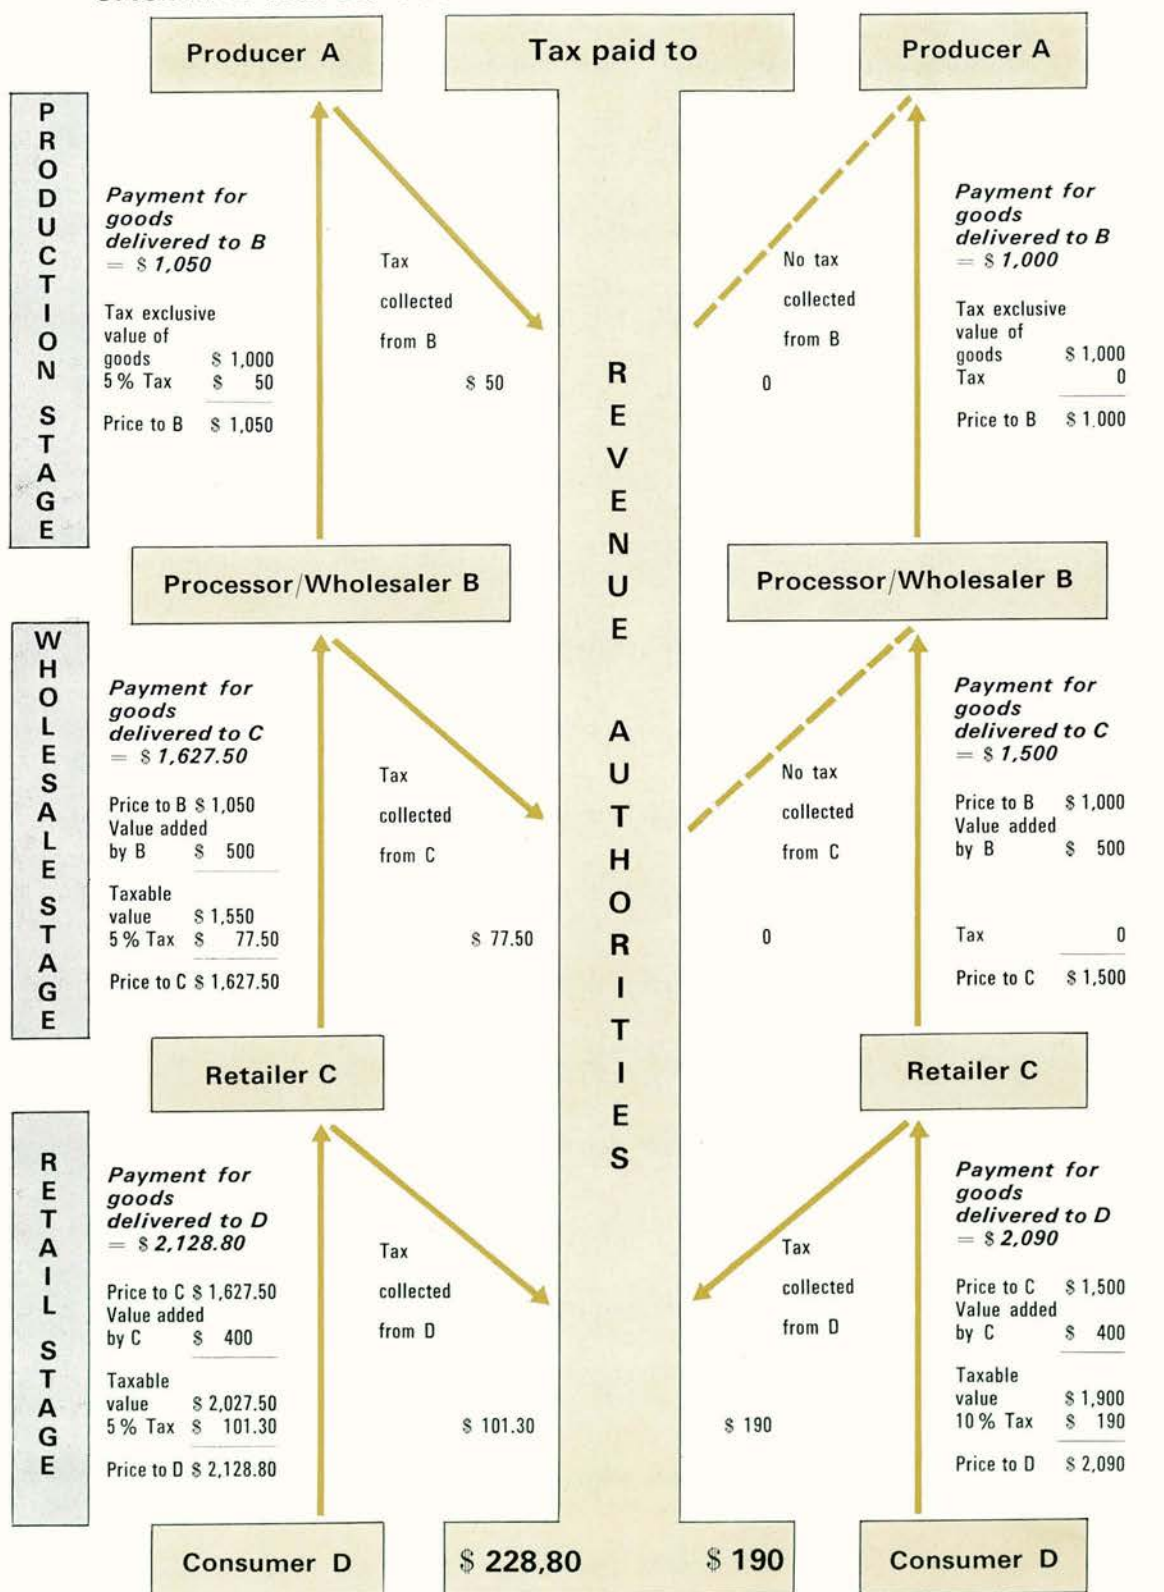 Producer A
Tax paid to
Producer A
PRODUCTION STAGE
Payment for
goods
delivered to B
= $ 1,050
Tax exclusive
value of
goods $ 1,000
5% Tax $ 50
Price to B $ 1,050
Tax
collected
from B
$ 50
REVENUE AUTHORITIES
No tax
collected
from B
0
Payment for
goods
delivered to B
= $ 1,000
Tax exclusive
value of
goods $ 1,000
Tax 0
Price to B $ 1.000
Processor/Wholesaler B
Processor/Wholesaler B
WHOLESALE STAGE
Payment for
goods
delivered to C
= $ 1,627.50
Price to B $ 1,050
Value added
by B $ 500
Taxable
value $ 1,550
5% Tax $ 77.50
Price to C $ 1,627.50
Tax
collected
from C
$ 77.50
No tax
collected
from C
0
Payment for
goods
delivered to C
= $ 1,500
Price to B $ 1,000
Value added
by B $ 500
Tax 0
Price to C $ 1,500
Retailer C
Retailer C
RETAIL STAGE
Payment for
goods
delivered to D
= $ 2,128.80
Price to C $ 1,627.50
Value added
by C $ 400
Taxable
value $ 2,027.50
5% Tax $ 101.30
Price to D $ 2,128.80
Tax
collected
from D
$ 101.30
Tax
collected
from D
$ 190
Payment for
goods
delivered to D
= $ 2,090
Price to C $ 1,500
Value added
by C $ 400
Taxable
value $ 1,900
10% Tax $ 190
Price to D $ 2,090
Consumer D
$ 228,80
$ 190
Consumer D